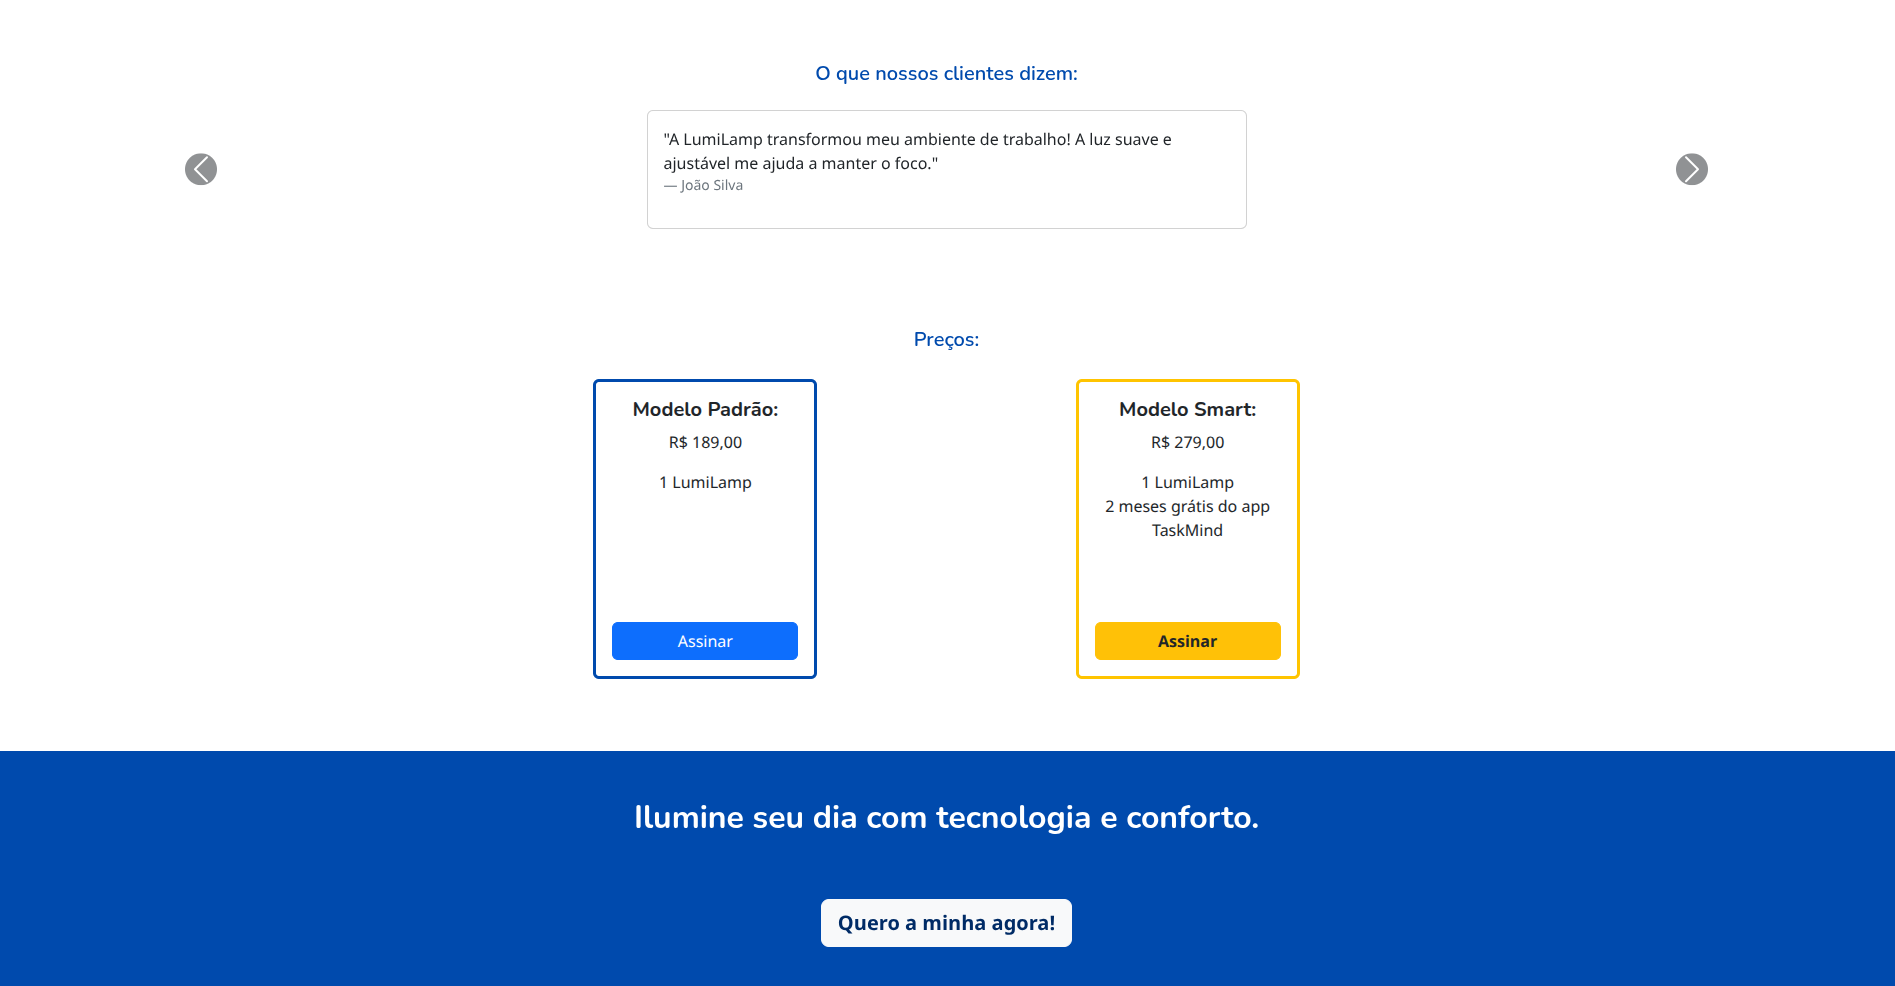 O que nossos clientes dizem:
"A LumiLamp transformou meu ambiente de trabalho! A luz suave e
ajustável me ajuda a manter o foco."
— João Silva
Preços:
Modelo Padrão:
R$ 189,00
1 LumiLamp
Assinar
Modelo Smart:
R$ 279,00
1 LumiLamp
2 meses grátis do app
TaskMind
Assinar
Ilumine seu dia com tecnologia e conforto.
Quero a minha agora!